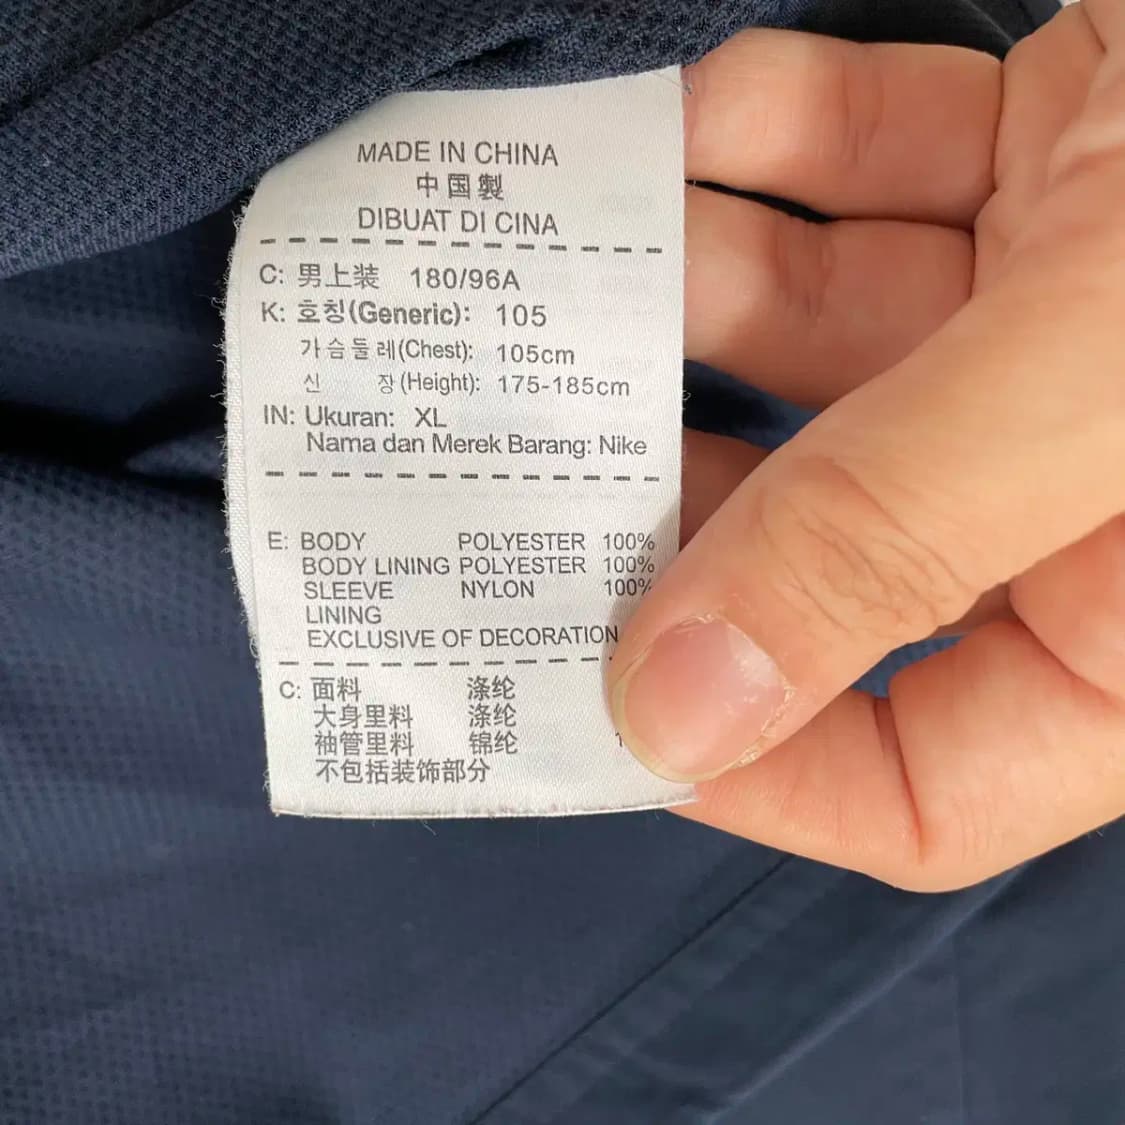 MADE IN CHINA
中国製
DIBUAT DI CINA
C: 男上装 180/96A
K: 호칭(Generic): 105
가슴둘레(Chest): 105cm
신 장(Height): 175-185cm
IN: Ukuran: XL
Nama dan Merek Barang: Nike
E: BODY POLYESTER 100%
BODY LINING POLYESTER 100%
SLEEVE NYLON 100%
LINING
EXCLUSIVE OF DECORATION
C: 面料 涤纶
大身里料 涤纶
袖管里料 锦纶
不包括装饰部分